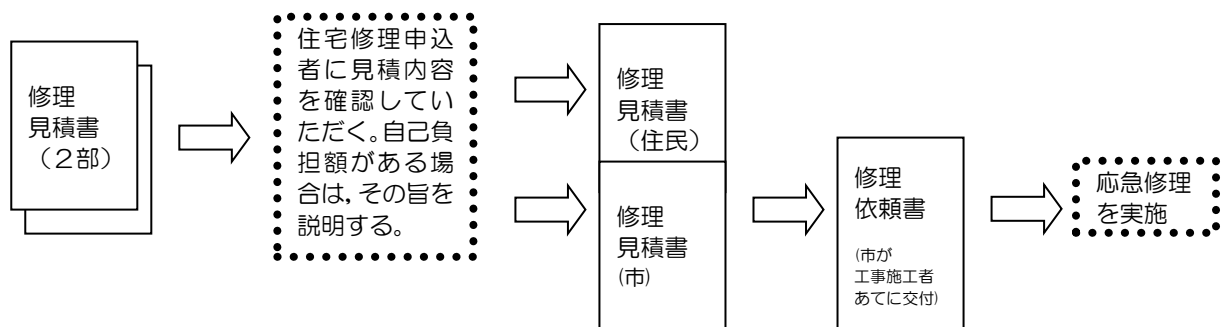 修理
見積書
（２部）
住宅修理申込
者に見積内容
を確認してい
ただく。自己負
担額がある場
合は，その旨を
説明する。
修理
見積書
（住民）
修理
見積書
(市)
修理
依頼書
(市が
工事施工者
あてに交付)
応急修理
を実施